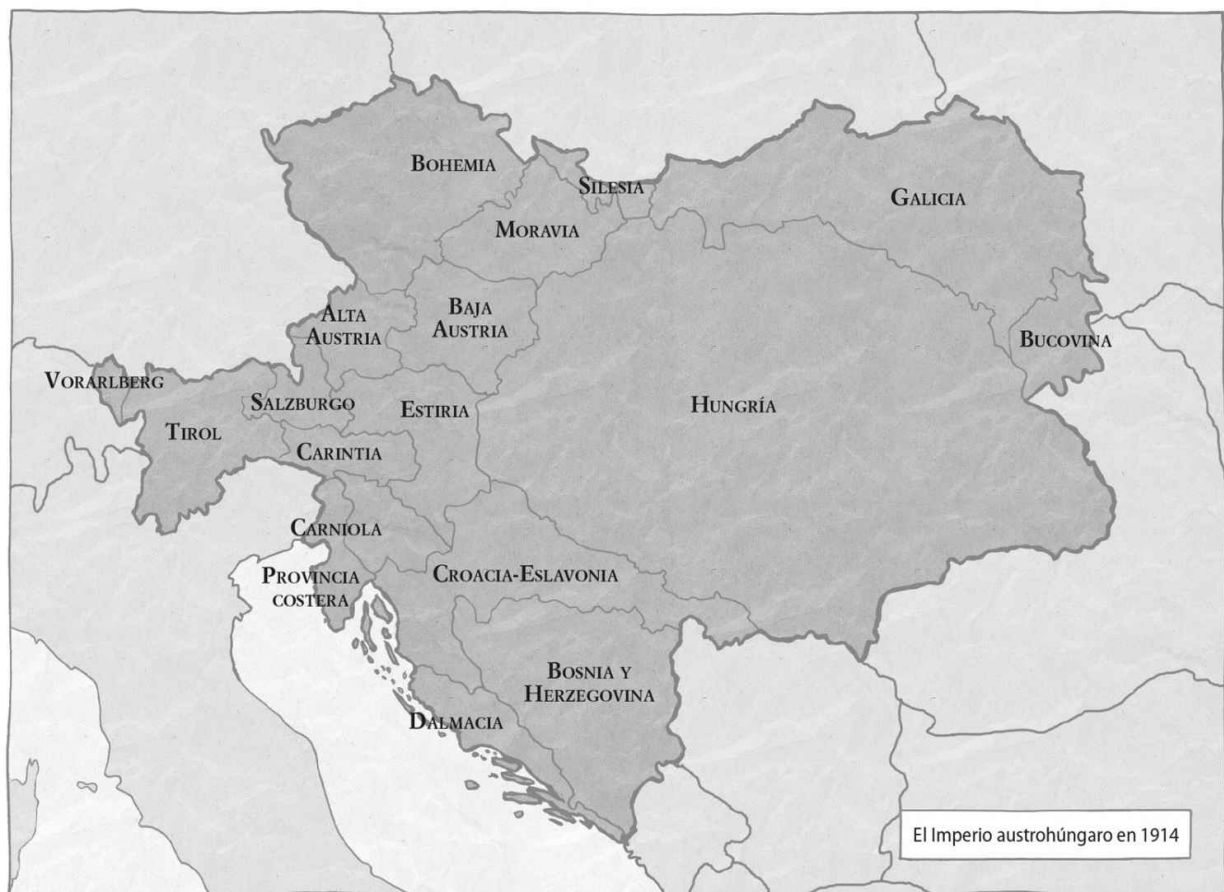 BOHEMIA
SILESIA
GALICIA
MORAVIA
ALTA
AUSTRIA
BAJA
AUSTRIA
BUCOVINA
VORARLBERG
SALZBURGO
ESTIRIA
HUNGRÍA
TIROL
CARINTIA
CARNIOLA
PROVINCIA
COSTERA
CROACIA-ESLAVONIA
BOSNIA Y
HERZEGOVINA
DALMACIA
El Imperio austrohúngaro en 1914